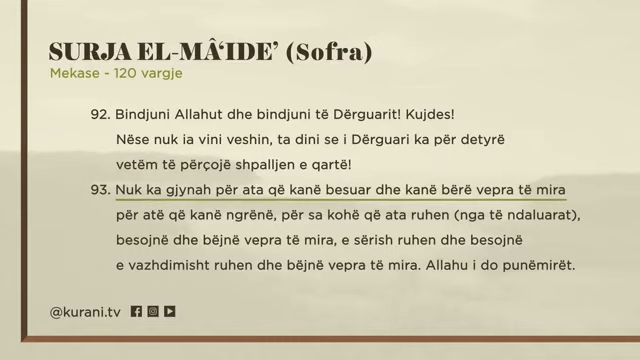 SURJA EL-MÂ‘IDE’ (Sofra)
Mekase - 120 vargje
92. Bindjuni Allahut dhe bindjuni të Dërguarit! Kujdes!
Nëse nuk ia vini veshin, ta dini se i Dërguari ka për detyrë
vetëm të përçojë shpalljen e qartë!
93. Nuk ka gjynah për ata që kanë besuar dhe kanë bërë vepra të mira
për atë që kanë ngrënë, për sa kohë që ata ruhen (nga të ndaluarat),
besojnë dhe bëjnë vepra të mira, e sërish ruhen dhe besojnë
e vazhdimisht ruhen dhe bëjnë vepra të mira. Allahu i do punëmirët.
@kurani.tv